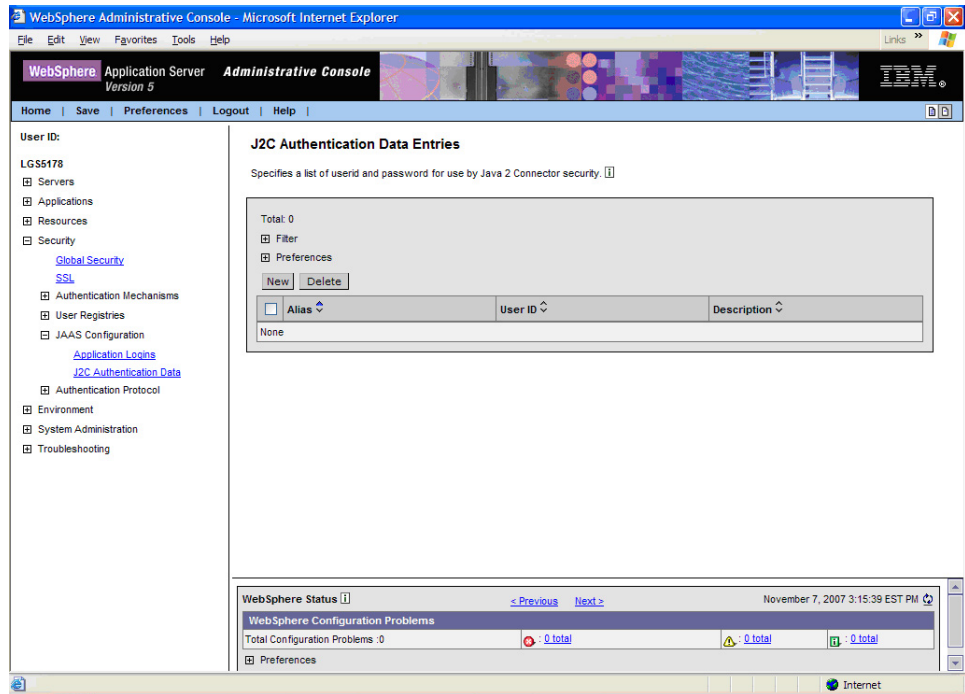 WebSphere Administrative Console - Microsoft Internet Explorer
File Edit View Favorites Tools Help Links »
WebSphere Application Server Administrative Console
Version 5
IBM®
Home | Save | Preferences | Logout | Help |
User ID:
LGS5178
Servers
Applications
Resources
Security
Global Security
SSL
Authentication Mechanisms
User Registries
JAAS Configuration
Application Logins
J2C Authentication Data
Authentication Protocol
Environment
System Administration
Troubleshooting
J2C Authentication Data Entries
Specifies a list of userid and password for use by Java 2 Connector security. i
Total: 0
Filter
Preferences
New Delete
Alias User ID Description
None
WebSphere Status i < Previous Next > November 7, 2007 3:15:39 EST PM
WebSphere Configuration Problems
Total Configuration Problems :0 : 0 total : 0 total : 0 total
Preferences
Internet